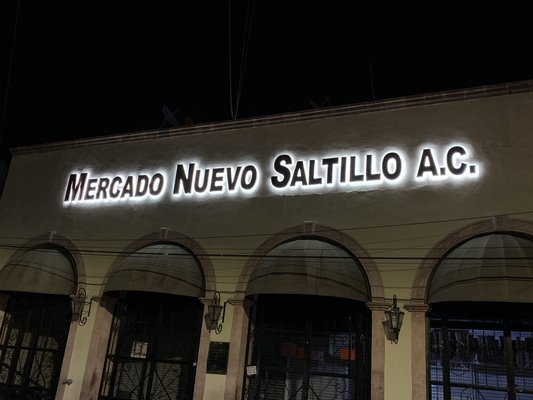 MERCADO NUEVO SALTILLO A.C.